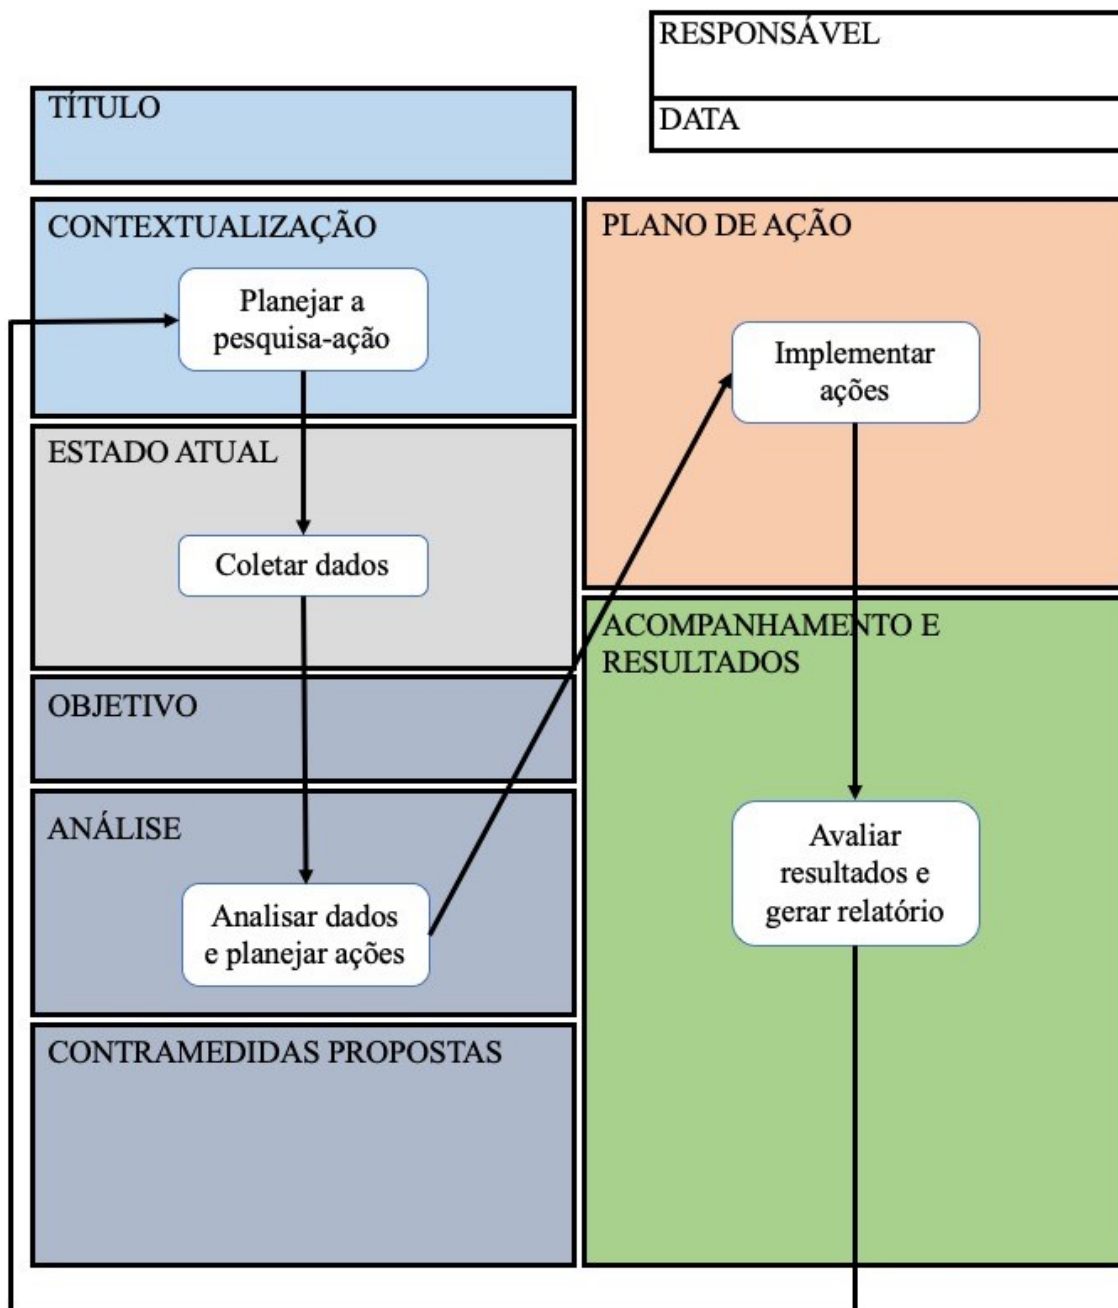 RESPONSÁVEL
DATA
TÍTULO
CONTEXTUALIZAÇÃO
Planejar a
pesquisa-ação
ESTADO ATUAL
Coletar dados
OBJETIVO
ANÁLISE
Analisar dados
e planejar ações
CONTRAMEDIDAS PROPOSTAS
PLANO DE AÇÃO
Implementar
ações
ACOMPANHAMENTO E
RESULTADOS
Avaliar
resultados e
gerar relatório